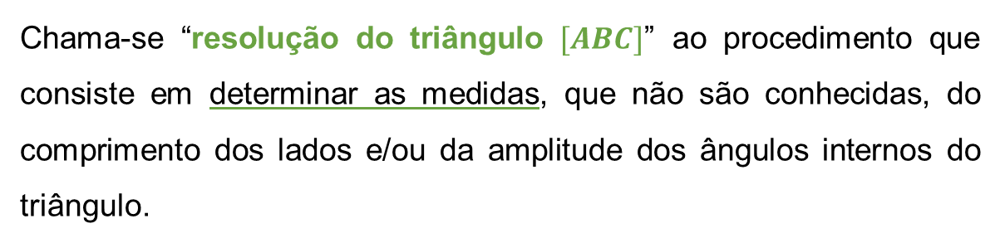 Chama-se “resolução do triângulo [ABC]” ao procedimento que
consiste em determinar as medidas, que não são conhecidas, do
comprimento dos lados e/ou da amplitude dos ângulos internos do
triângulo.